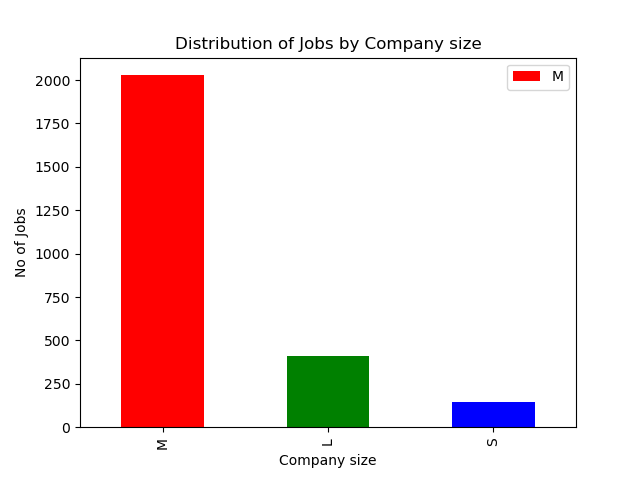 Distribution of Jobs by Company size
M
2000
1750
1500
1250
1000
750
500
250
0
No of Jobs
M
L
S
Company size